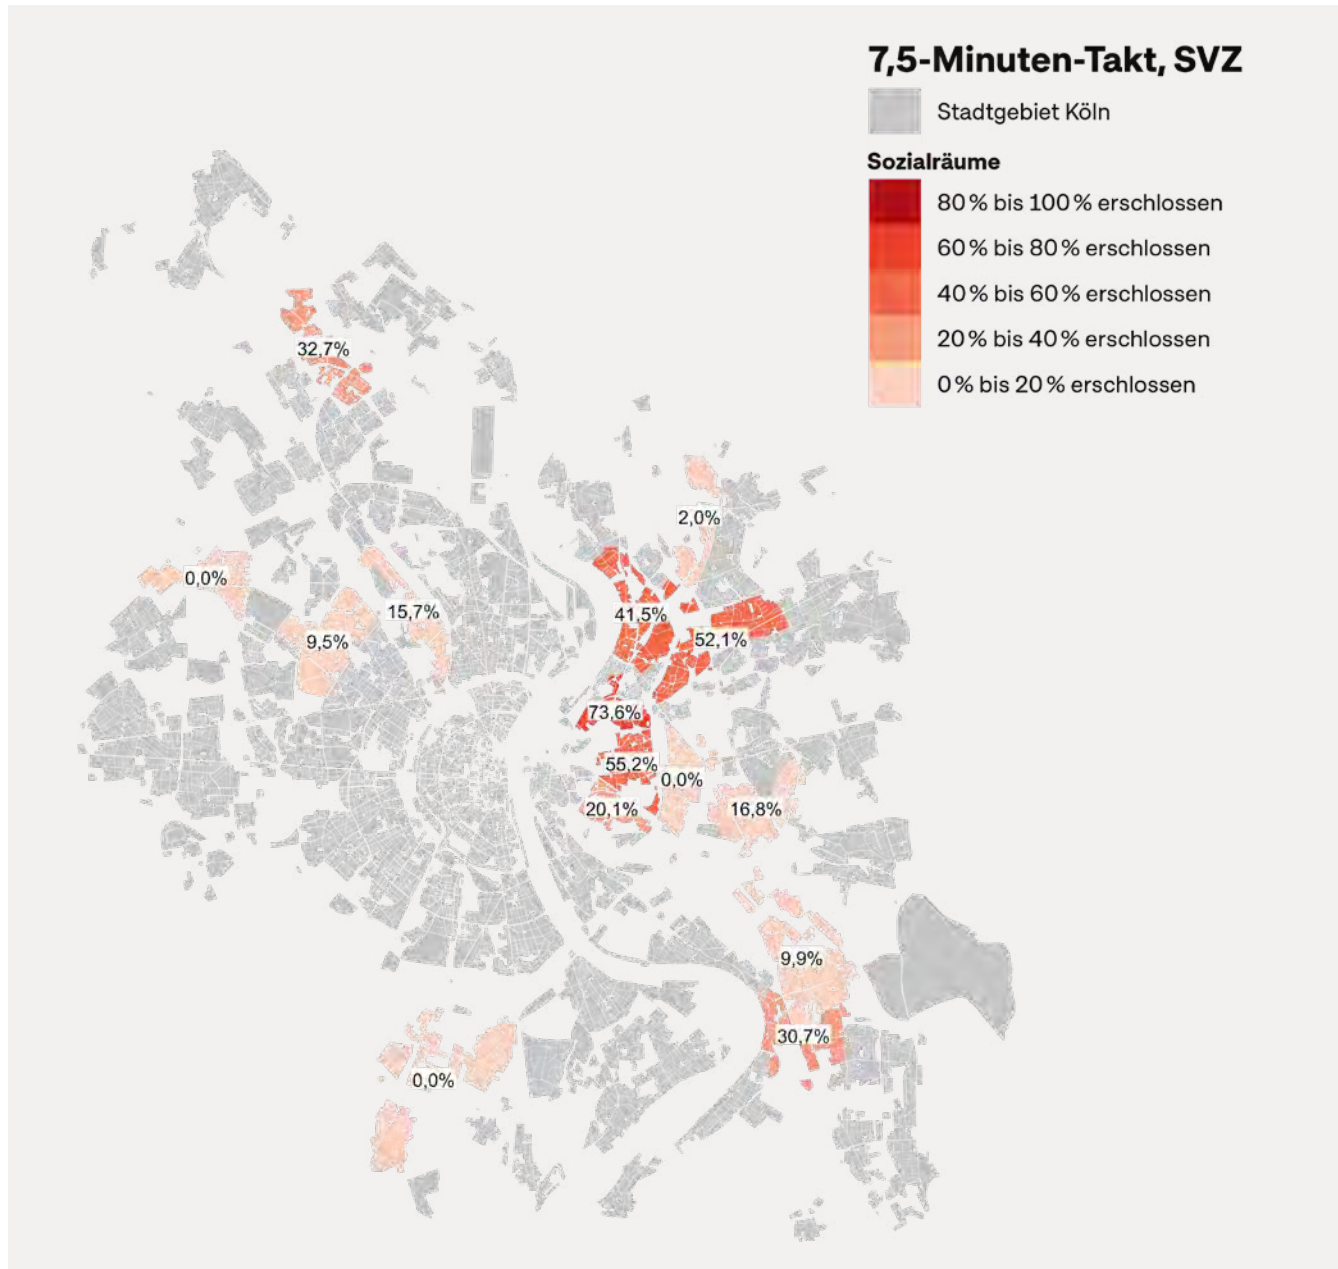 7,5-Minuten-Takt, SVZ
Stadtgebiet Köln
Sozialräume
80 % bis 100 % erschlossen
60 % bis 80 % erschlossen
40 % bis 60 % erschlossen
20 % bis 40 % erschlossen
0 % bis 20 % erschlossen
32,7%
2,0%
0,0%
15,7%
41,5%
9,5%
52,1%
73,6%
55,2%
0,0%
20,1%
16,8%
9,9%
30,7%
0,0%